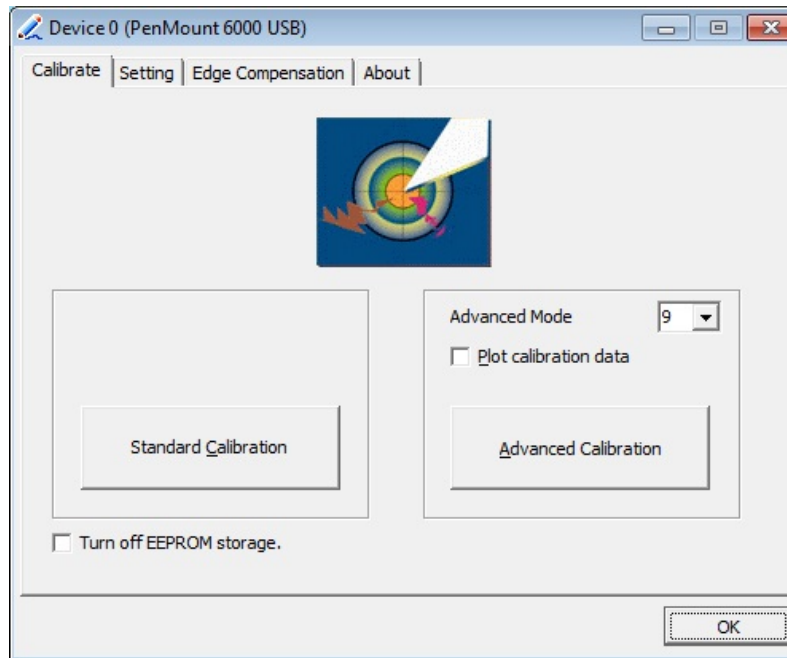 Device 0 (PenMount 6000 USB)
Calibrate Setting Edge Compensation About
Advanced Mode 9
Plot calibration data
Standard Calibration
Advanced Calibration
Turn off EEPROM storage.
OK